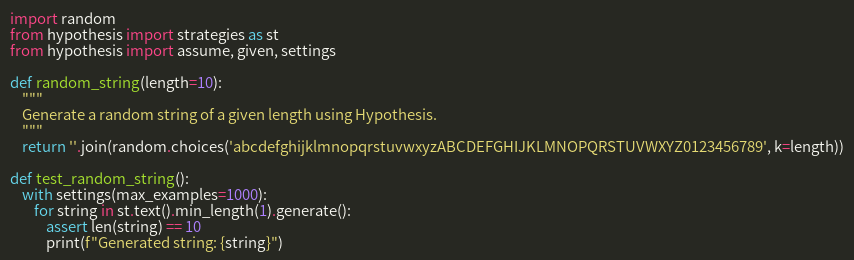 import random
from hypothesis import strategies as st
from hypothesis import assume, given, settings

def random_string(length=10):
    """
    Generate a random string of a given length using Hypothesis.
    """
    return ''.join(random.choices('abcdefghijklmnopqrstuvwxyzABCDEFGHIJKLMNOPQRSTUVWXYZ0123456789', k=length))

def test_random_string():
    with settings(max_examples=1000):
        for string in st.text().min_length(1).generate():
            assert len(string) == 10
            print(f"Generated string: {string}")